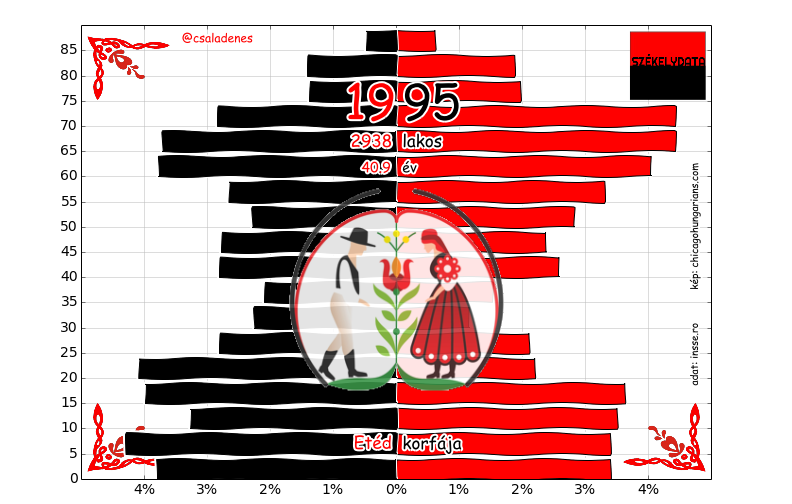 @csaladenes
SZÉKELYDATA
1995
2938 lakos
40.9 év
kép: chicagohungarians.com
adat: insse.ro
Etéd korfája
85
80
75
70
65
60
55
50
45
40
35
30
25
20
15
10
5
0
4% 3% 2% 1% 0% 1% 2% 3% 4%